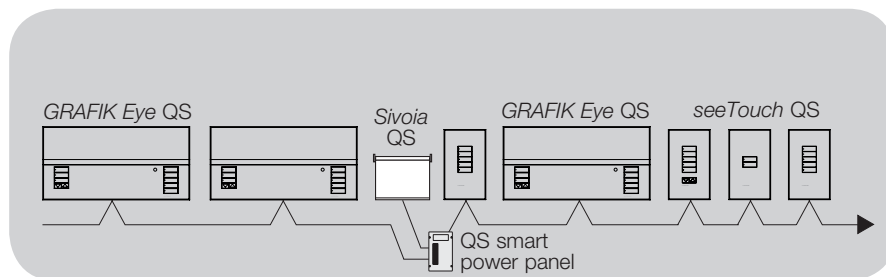 GRAFIK Eye QS
Sivoia
QS
GRAFIK Eye QS
seeTouch QS
QS smart
power panel